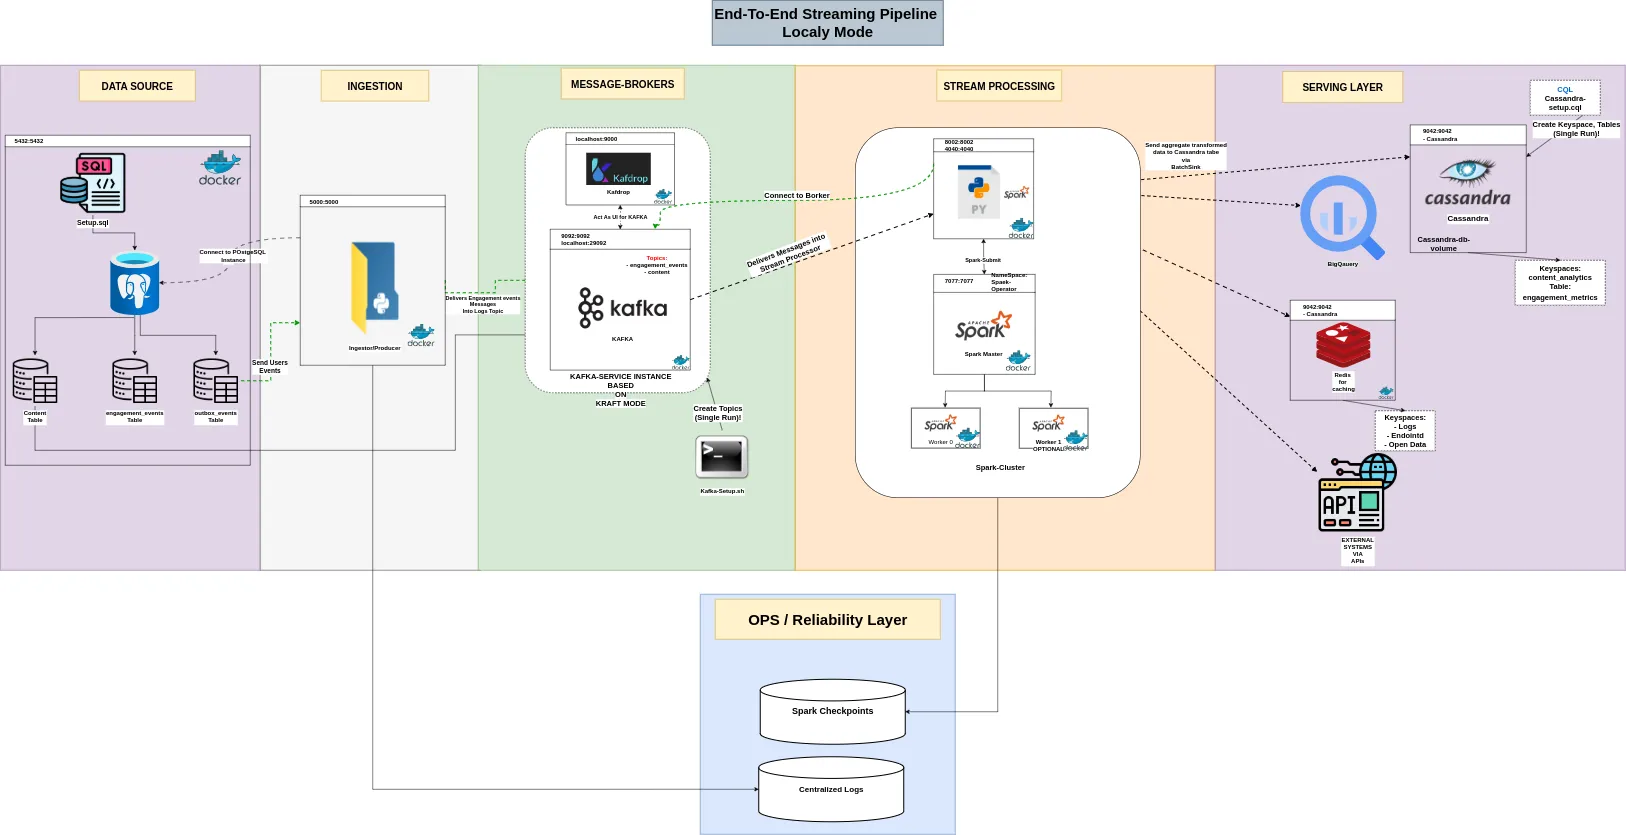 End-To-End Streaming Pipeline
Localy Mode
DATA SOURCE
5432:5432
SQL
docker
Setup.sql
Content
Table
engagement_events
Table
outbox_events
Table
Connect to POstgeSQL
Instance
Send Users
Events
INGESTION
5000:5000
Ingestor/Producer
docker
Delivers Engagement events
Messages
Into Logs Topic
MESSAGE-BROKERS
localhost:9000
Kafdrop
Kafdrop
docker
Act As UI for KAFKA
9092:9092
localhost:29092
Topics:
- engagement_events
- content
kafka
KAFKA
docker
KAFKA-SERVICE INSTANCE
BASED
ON
KRAFT MODE
Create Topics
(Single Run)!
>_
Kafka-Setup.sh
Connect to Borker
Delivers Messages into
Stream Processor
STREAM PROCESSING
8002:8002
4040:4040
PY
Spark
docker
Spark-Submit
7077:7077
NameSpace:
Spaek-
Operator
APACHE
Spark
Spark Master
docker
Spark
Worker 0
docker
Spark
Worker 1
OPTIONAL
docker
Spark-Cluster
Send aggregate transformed
data to Cassandra tabe
via
BatchSink
SERVING LAYER
CQL
Cassandra-
setup.cql
Create Keyspace, Tables
(Single Run)!
9042:9042
- Cassandra
cassandra
Cassandra
Cassandra-db-
volume
Keyspaces:
content_analytics
Table:
engagement_metrics
BigQauery
9042:9042
- Cassandra
Redis
for
caching
docker
Keyspaces:
- Logs
- Endointd
- Open Data
API
EXTERNAL
SYSTEMS
VIA
APIs
OPS / Reliability Layer
Spark Checkpoints
Centralized Logs